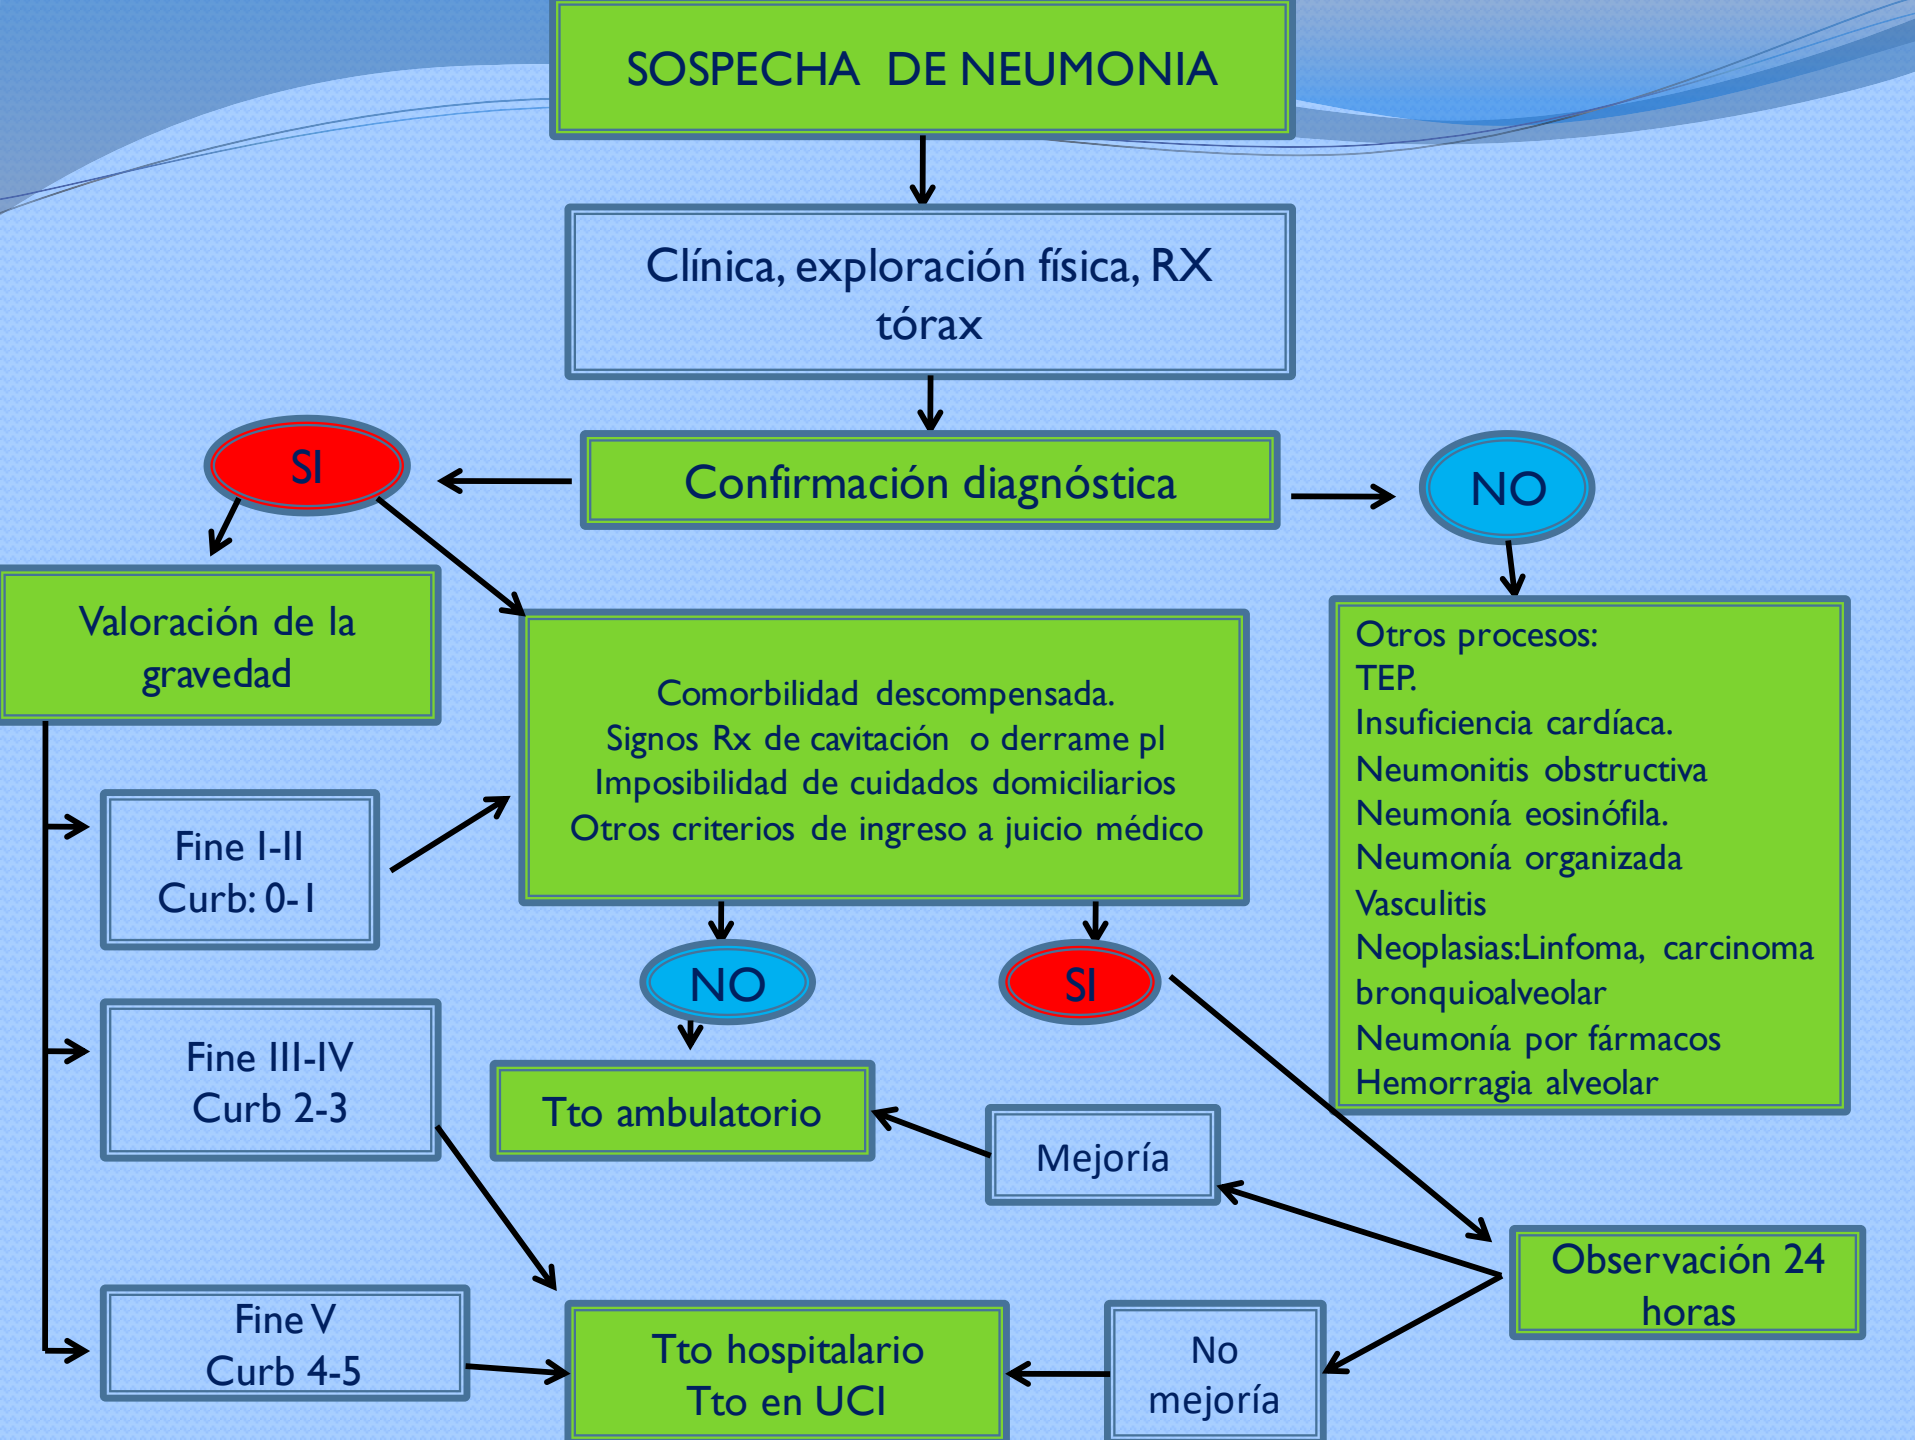 SOSPECHA DE NEUMONIA
Clínica, exploración física, RX
tórax
SI
Confirmación diagnóstica
NO
Valoración de la
gravedad
Comorbilidad descompensada.
Signos Rx de cavitación o derrame pl
Imposibilidad de cuidados domiciliarios
Otros criterios de ingreso a juicio médico
Otros procesos:
TEP.
Insuficiencia cardíaca.
Neumonitis obstructiva
Neumonía eosinófila.
Neumonía organizada
Vasculitis
Neoplasias:Linfoma, carcinoma
bronquioalveolar
Neumonía por fármacos
Hemorragia alveolar
Fine I-II
Curb: 0-1
NO
SI
Fine III-IV
Curb 2-3
Tto ambulatorio
Mejoría
Observación 24
horas
Fine V
Curb 4-5
Tto hospitalario
Tto en UCI
No
mejoría